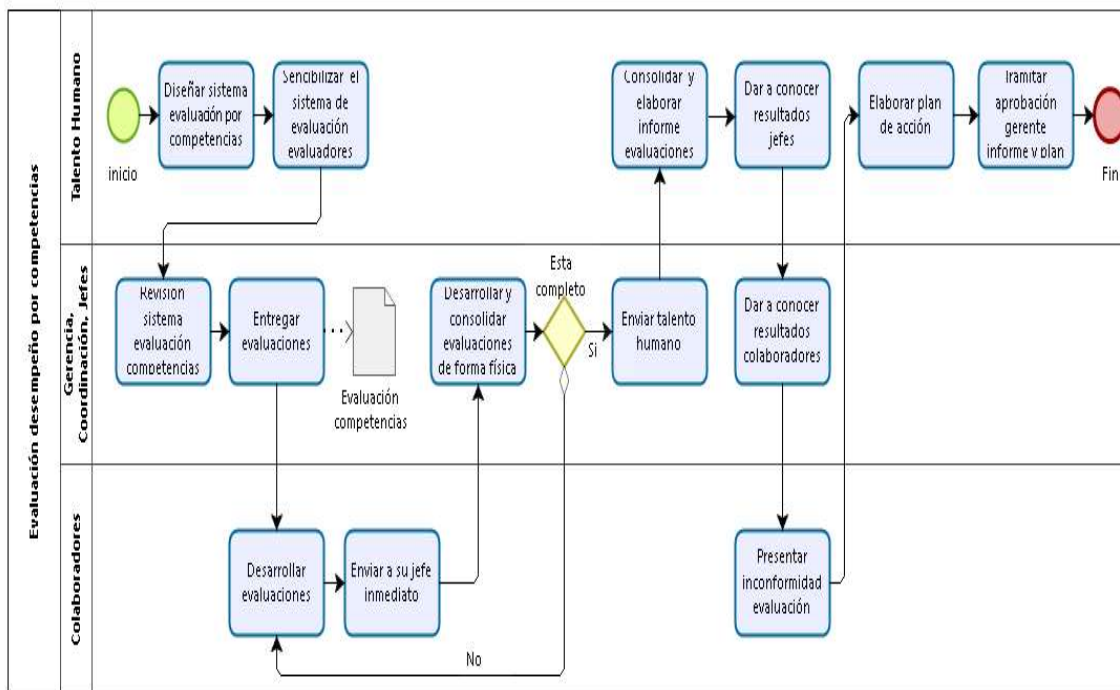 Evaluación desempeño por competencias
Talento Humano
inicio
Diseñar sistema
evaluación por
competencias
Sencibilizar el
sistema de
evaluación
evaluadores
Consolidar y
elaborar
informe
evaluaciones
Dar a conocer
resultados
jefes
Elaborar plan
de acción
Tramitar
aprobación
gerente
informe y plan
Fin
Gerencia,
Coordinación, Jefes
Revisión
sistema
evaluación
competencias
Entregar
evaluaciones
Evaluación
competencias
Desarrollar y
consolidar
evaluaciones
de forma física
Esta
completo
Si
Enviar talento
humano
Dar a conocer
resultados
colaboradores
Colaboradores
Desarrollar
evaluaciones
Enviar a su jefe
inmediato
No
Presentar
inconformidad
evaluación